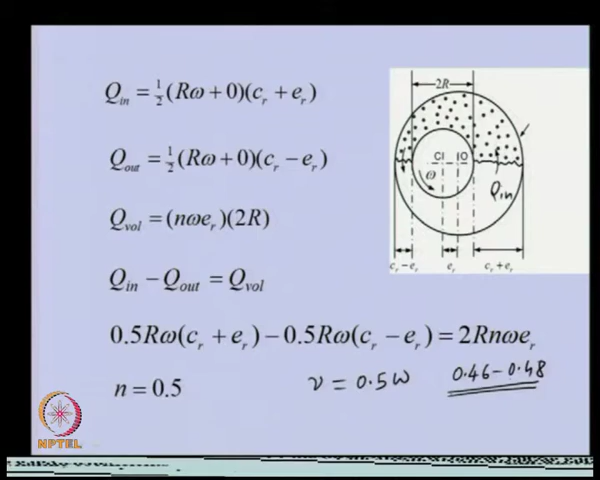 Q_in = ½(Rω + 0)(c_r + e_r)
Q_out = ½(Rω + 0)(c_r − e_r)
Q_vol = (nωe_r)(2R)
Q_in − Q_out = Q_vol
0.5Rω(c_r + e_r) − 0.5Rω(c_r − e_r) = 2Rnωe_r
n = 0.5
ν = 0.5ω
0.46 – 0.48
2R
Cl IO
ω
Q_in
c_r − e_r
e_r
c_r + e_r
NPTEL